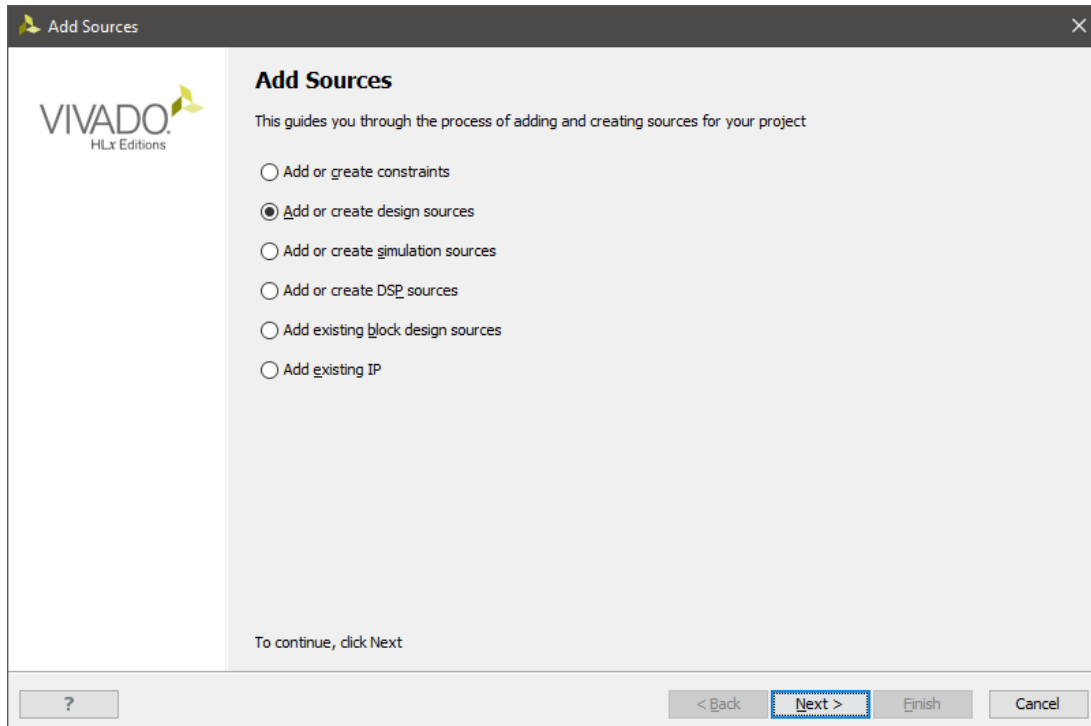 Add Sources
VIVADO.
HLx Editions
Add Sources
This guides you through the process of adding and creating sources for your project
Add or create constraints
Add or create design sources
Add or create simulation sources
Add or create DSP sources
Add existing block design sources
Add existing IP
To continue, click Next
?
< Back
Next >
Finish
Cancel